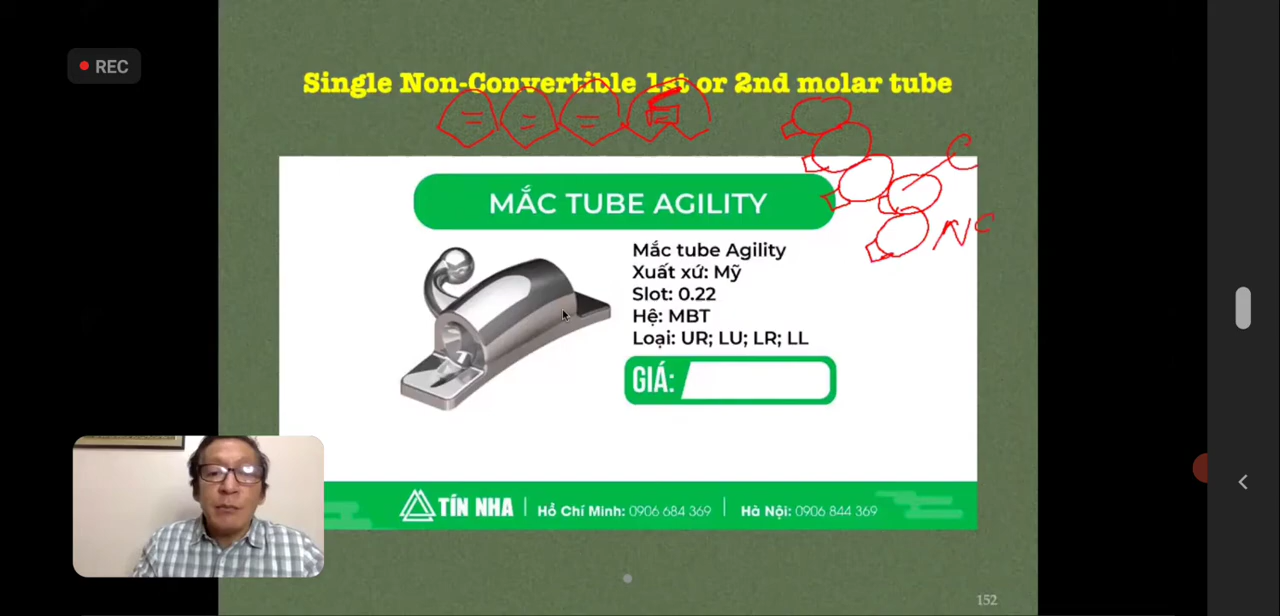 REC
Single Non-Convertible 1st or 2nd molar tube
C
NC
MẮC TUBE AGILITY
Mắc tube Agility
Xuất xứ: Mỹ
Slot: 0.22
Hệ: MBT
Loại: UR; LU; LR; LL
GIÁ:
TÍN NHA | Hồ Chí Minh: 0906 684 369 | Hà Nội: 0906 844 369
152